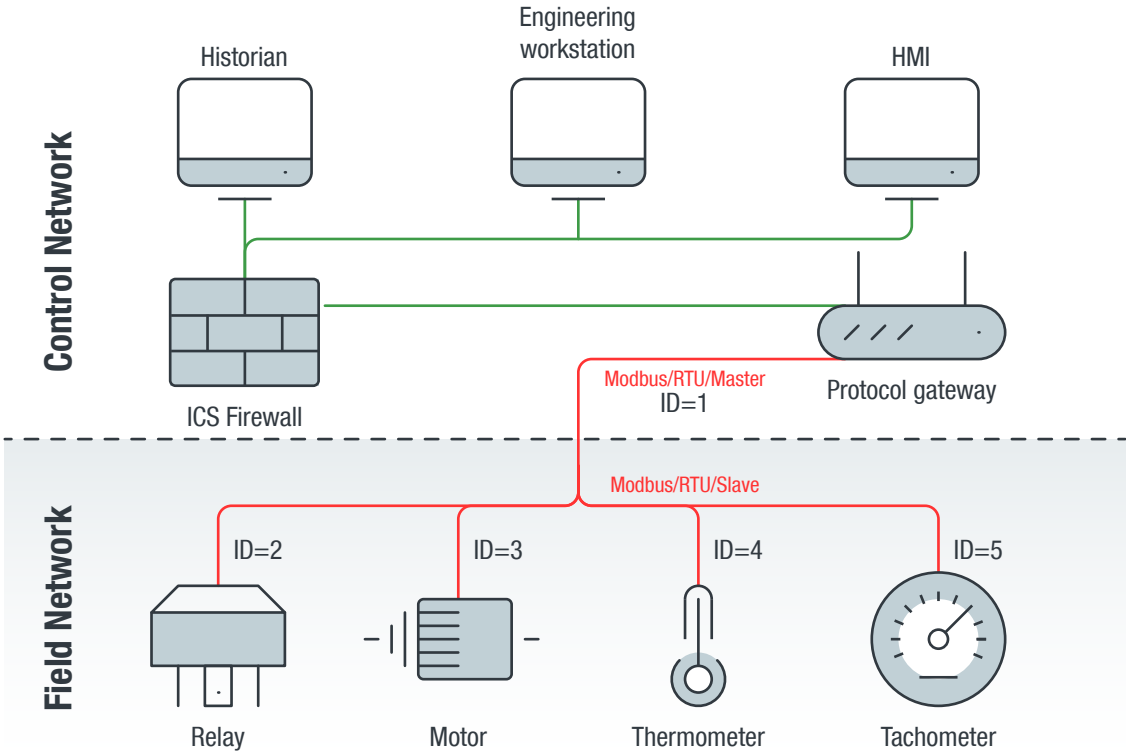 Engineering
workstation
Historian
HMI
Control Network
Modbus/RTU/Master
ID=1
Protocol gateway
ICS Firewall
Modbus/RTU/Slave
Field Network
ID=2
ID=3
ID=4
ID=5
Relay
Motor
Thermometer
Tachometer